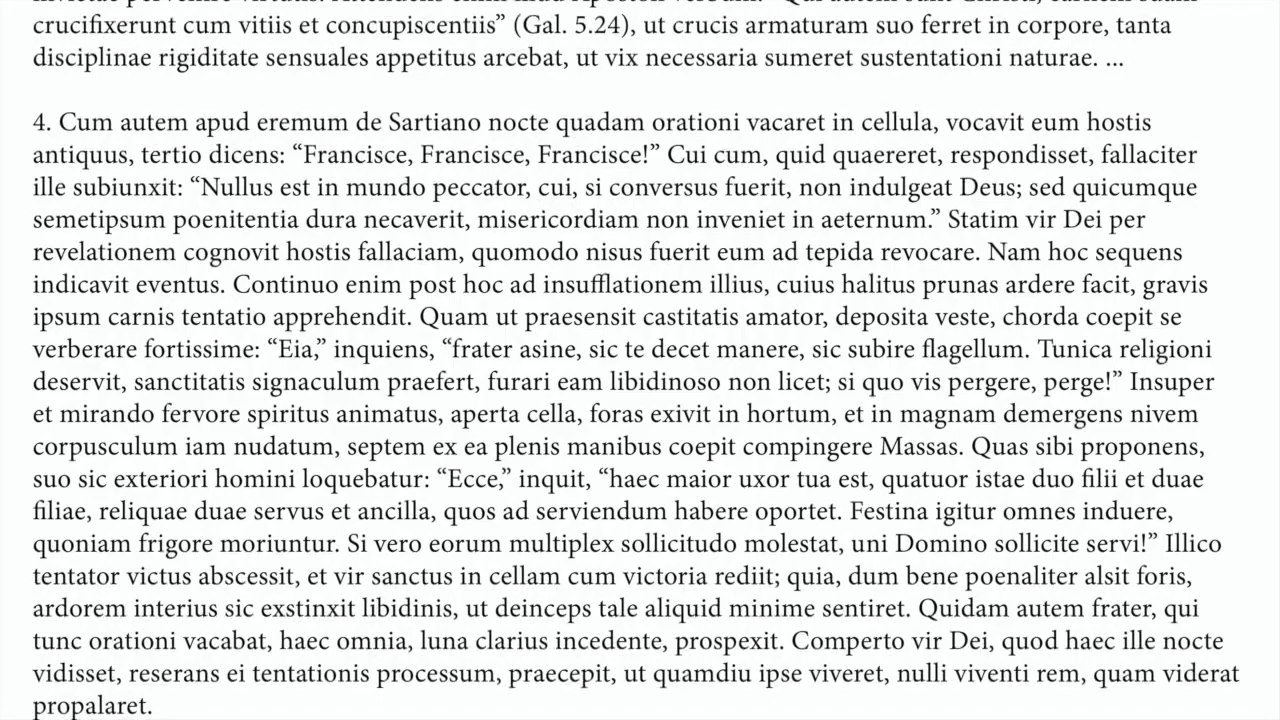 crucifixerunt cum vitiis et concupiscentiis” (Gal. 5.24), ut crucis armaturam suo ferret in corpore, tanta
disciplinae rigiditate sensuales appetitus arcebat, ut vix necessaria sumeret sustentationi naturae. ...
4. Cum autem apud eremum de Sartiano nocte quadam orationi vacaret in cellula, vocavit eum hostis
antiquus, tertio dicens: “Francisce, Francisce, Francisce!” Cui cum, quid quaereret, respondisset, fallaciter
ille subiunxit: “Nullus est in mundo peccator, cui, si conversus fuerit, non indulgeat Deus; sed quicumque
semetipsum poenitentia dura necaverit, misericordiam non inveniet in aeternum.” Statim vir Dei per
revelationem cognovit hostis fallaciam, quomodo nisus fuerit eum ad tepida revocare. Nam hoc sequens
indicavit eventus. Continuo enim post hoc ad insufflationem illius, cuius halitus prunas ardere facit, gravis
ipsum carnis tentatio apprehendit. Quam ut praesensit castitatis amator, deposita veste, chorda coepit se
verberare fortissime: “Eia,” inquiens, “frater asine, sic te decet manere, sic subire flagellum. Tunica religioni
deservit, sanctitatis signaculum praefert, furari eam libidinoso non licet; si quo vis pergere, perge!” Insuper
et mirando fervore spiritus animatus, aperta cella, foras exivit in hortum, et in magnam demergens nivem
corpusculum iam nudatum, septem ex ea plenis manibus coepit compingere Massas. Quas sibi proponens,
suo sic exteriori homini loquebatur: “Ecce,” inquit, “haec maior uxor tua est, quatuor istae duo filii et duae
filiae, reliquae duae servus et ancilla, quos ad serviendum habere oportet. Festina igitur omnes induere,
quoniam frigore moriuntur. Si vero eorum multiplex sollicitudo molestat, uni Domino sollicite servi!” Illico
tentator victus abscessit, et vir sanctus in cellam cum victoria rediit; quia, dum bene poenaliter alsit foris,
ardorem interius sic exstinxit libidinis, ut deinceps tale aliquid minime sentiret. Quidam autem frater, qui
tunc orationi vacabat, haec omnia, luna clarius incedente, prospexit. Comperto vir Dei, quod haec ille nocte
vidisset, reserans ei tentationis processum, praecepit, ut quamdiu ipse viveret, nulli viventi rem, quam viderat
propalaret.